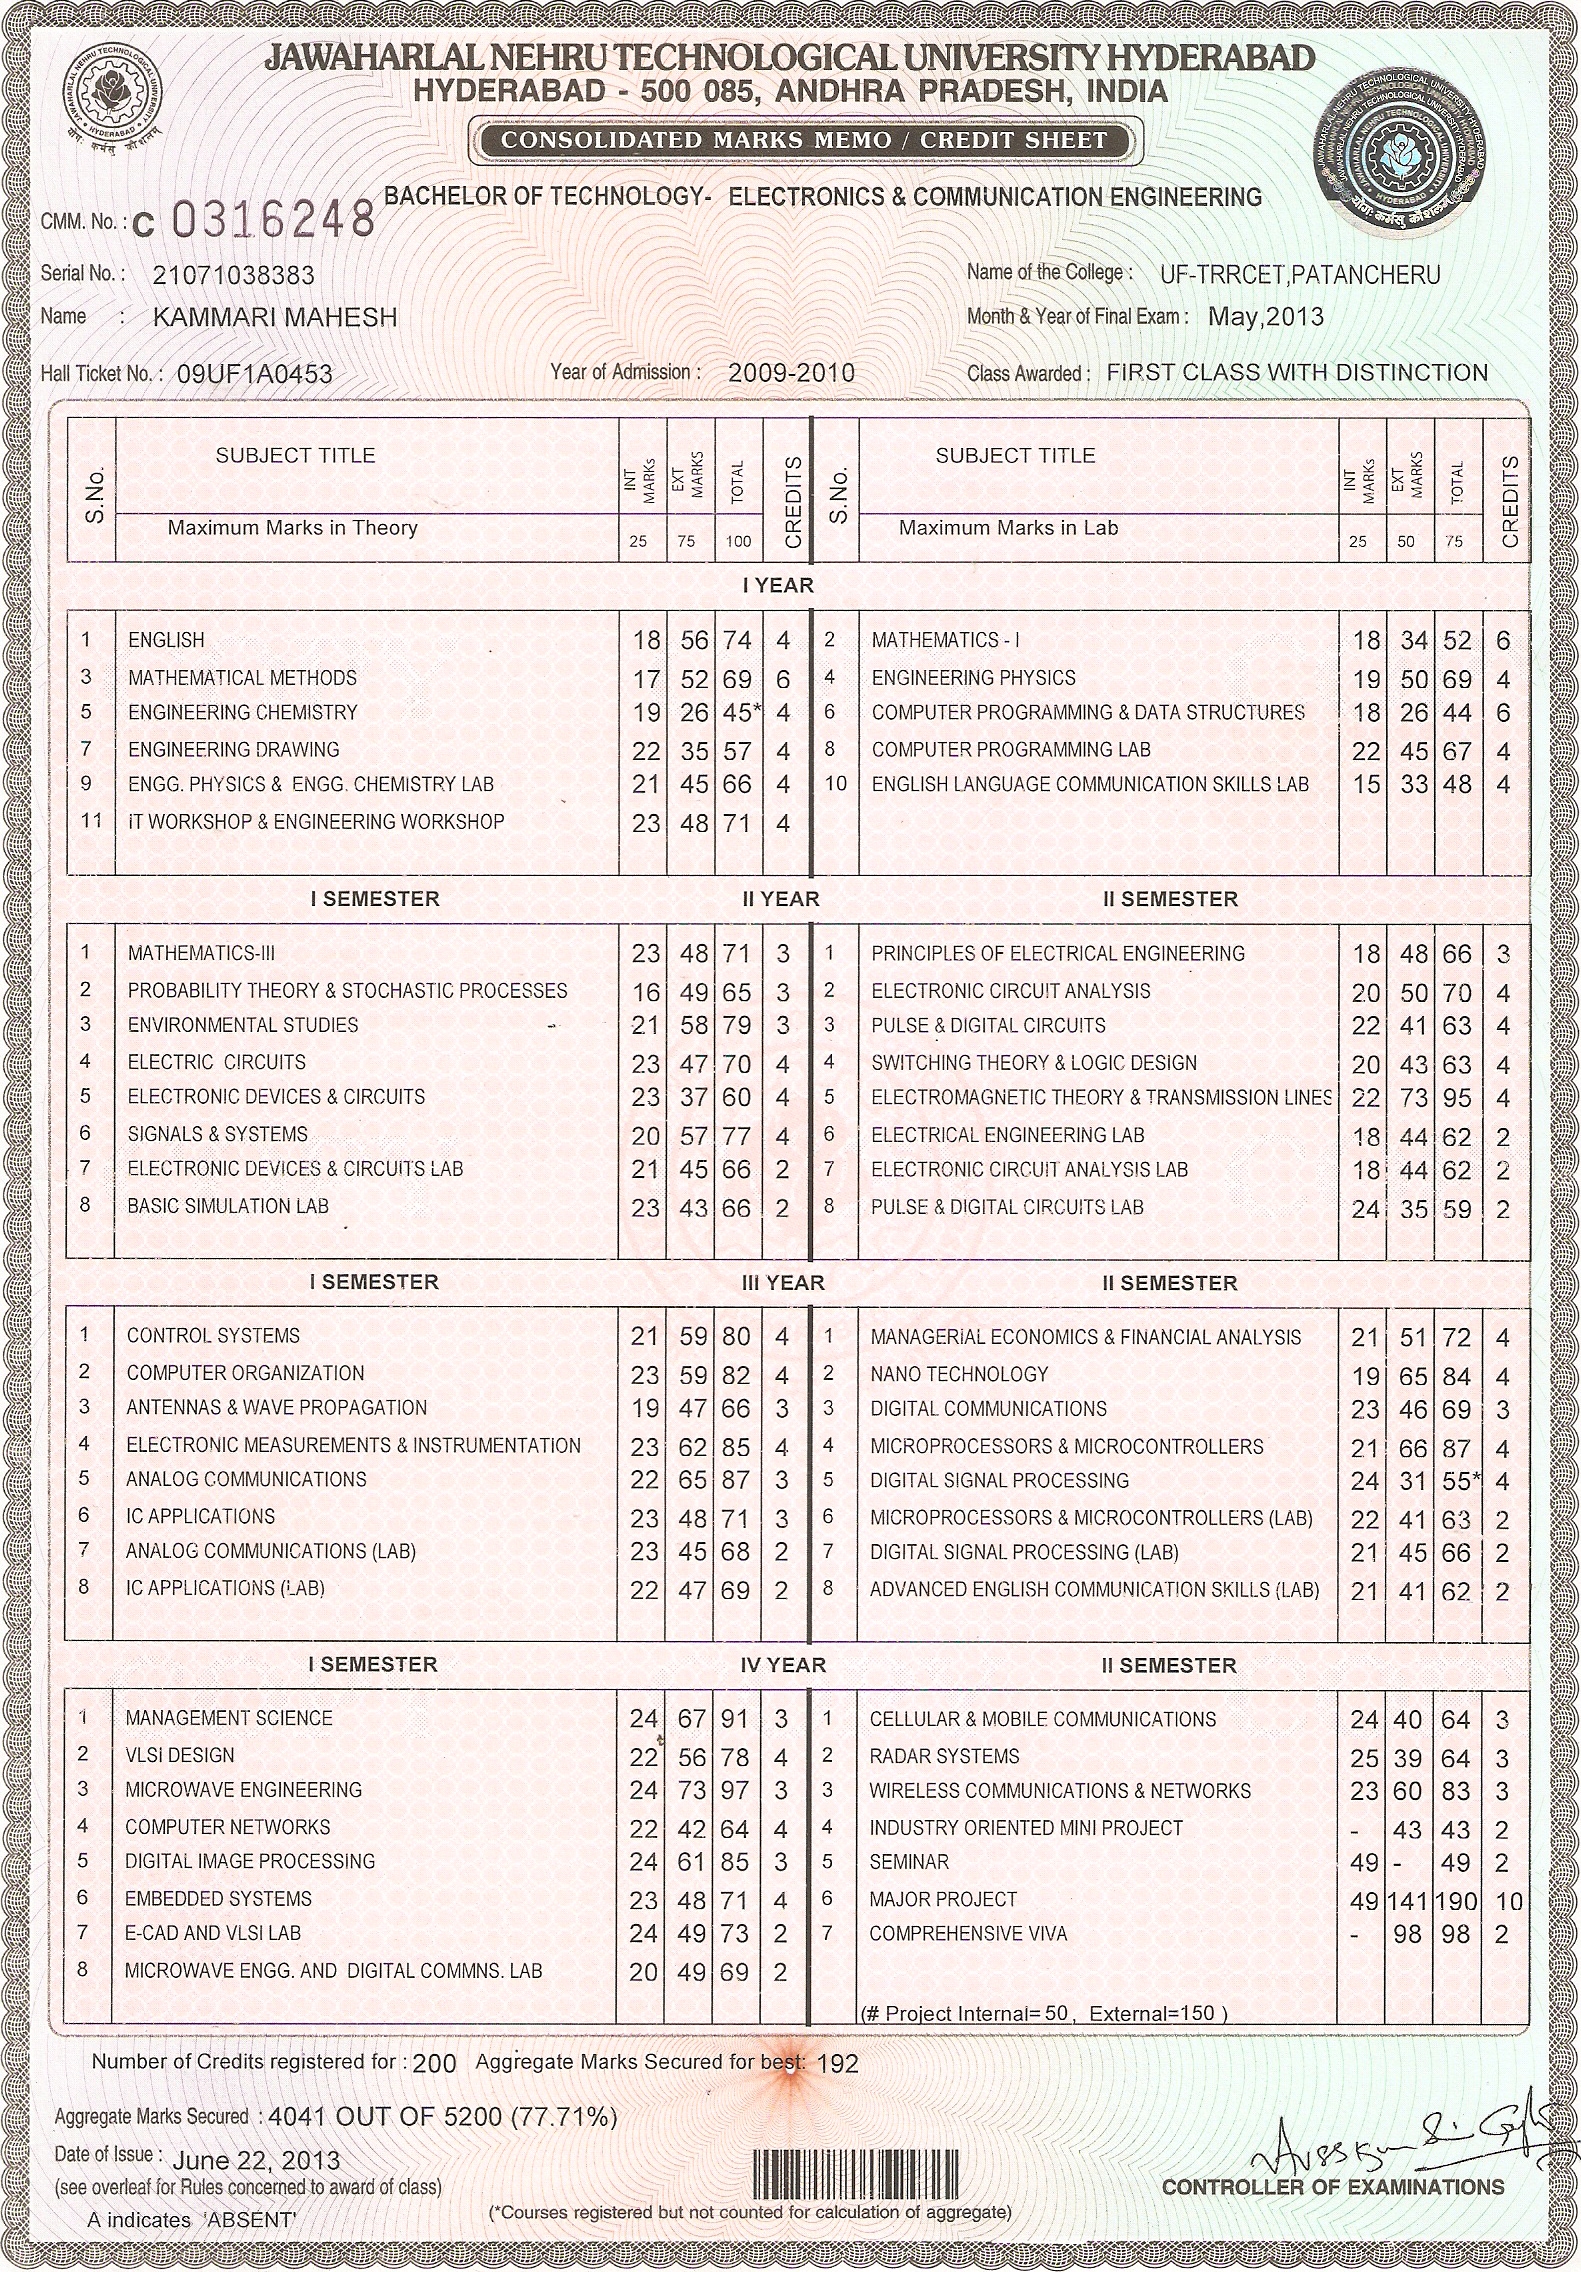 JAWAHARLAL NEHRU TECHNOLOGICAL UNIVERSITY HYDERABAD
HYDERABAD - 500 085, ANDHRA PRADESH, INDIA
CONSOLIDATED MARKS MEMO / CREDIT SHEET
BACHELOR OF TECHNOLOGY- ELECTRONICS & COMMUNICATION ENGINEERING
CMM. No. : C 0316248
Serial No. : 21071038383 Name of the College : UF-TRRCET,PATANCHERU
Name : KAMMARI MAHESH Month & Year of Final Exam : May,2013
Hall Ticket No. : 09UF1A0453 Year of Admission : 2009-2010 Class Awarded : FIRST CLASS WITH DISTINCTION
S.No. SUBJECT TITLE INT MARKs EXT MARKS TOTAL CREDITS S.No. SUBJECT TITLE INT MARKs EXT MARKS TOTAL CREDITS
Maximum Marks in Theory 25 75 100 Maximum Marks in Lab 25 50 75
I YEAR
1 ENGLISH 18 56 74 4 2 MATHEMATICS - I 18 34 52 6
3 MATHEMATICAL METHODS 17 52 69 6 4 ENGINEERING PHYSICS 19 50 69 4
5 ENGINEERING CHEMISTRY 19 26 45* 4 6 COMPUTER PROGRAMMING & DATA STRUCTURES 18 26 44 6
7 ENGINEERING DRAWING 22 35 57 4 8 COMPUTER PROGRAMMING LAB 22 45 67 4
9 ENGG. PHYSICS & ENGG. CHEMISTRY LAB 21 45 66 4 10 ENGLISH LANGUAGE COMMUNICATION SKILLS LAB 15 33 48 4
11 IT WORKSHOP & ENGINEERING WORKSHOP 23 48 71 4
I SEMESTER II YEAR II SEMESTER
1 MATHEMATICS-III 23 48 71 3 1 PRINCIPLES OF ELECTRICAL ENGINEERING 18 48 66 3
2 PROBABILITY THEORY & STOCHASTIC PROCESSES 16 49 65 3 2 ELECTRONIC CIRCUIT ANALYSIS 20 50 70 4
3 ENVIRONMENTAL STUDIES 21 58 79 3 3 PULSE & DIGITAL CIRCUITS 22 41 63 4
4 ELECTRIC CIRCUITS 23 47 70 4 4 SWITCHING THEORY & LOGIC DESIGN 20 43 63 4
5 ELECTRONIC DEVICES & CIRCUITS 23 37 60 4 5 ELECTROMAGNETIC THEORY & TRANSMISSION LINES 22 73 95 4
6 SIGNALS & SYSTEMS 20 57 77 4 6 ELECTRICAL ENGINEERING LAB 18 44 62 2
7 ELECTRONIC DEVICES & CIRCUITS LAB 21 45 66 2 7 ELECTRONIC CIRCUIT ANALYSIS LAB 18 44 62 2
8 BASIC SIMULATION LAB 23 43 66 2 8 PULSE & DIGITAL CIRCUITS LAB 24 35 59 2
I SEMESTER III YEAR II SEMESTER
1 CONTROL SYSTEMS 21 59 80 4 1 MANAGERIAL ECONOMICS & FINANCIAL ANALYSIS 21 51 72 4
2 COMPUTER ORGANIZATION 23 59 82 4 2 NANO TECHNOLOGY 19 65 84 4
3 ANTENNAS & WAVE PROPAGATION 19 47 66 3 3 DIGITAL COMMUNICATIONS 23 46 69 3
4 ELECTRONIC MEASUREMENTS & INSTRUMENTATION 23 62 85 4 4 MICROPROCESSORS & MICROCONTROLLERS 21 66 87 4
5 ANALOG COMMUNICATIONS 22 65 87 3 5 DIGITAL SIGNAL PROCESSING 24 31 55* 4
6 IC APPLICATIONS 23 48 71 3 6 MICROPROCESSORS & MICROCONTROLLERS (LAB) 22 41 63 2
7 ANALOG COMMUNICATIONS (LAB) 23 45 68 2 7 DIGITAL SIGNAL PROCESSING (LAB) 21 45 66 2
8 IC APPLICATIONS (LAB) 22 47 69 2 8 ADVANCED ENGLISH COMMUNICATION SKILLS (LAB) 21 41 62 2
I SEMESTER IV YEAR II SEMESTER
1 MANAGEMENT SCIENCE 24 67 91 3 1 CELLULAR & MOBILE COMMUNICATIONS 24 40 64 3
2 VLSI DESIGN 22 56 78 4 2 RADAR SYSTEMS 25 39 64 3
3 MICROWAVE ENGINEERING 24 73 97 3 3 WIRELESS COMMUNICATIONS & NETWORKS 23 60 83 3
4 COMPUTER NETWORKS 22 42 64 4 4 INDUSTRY ORIENTED MINI PROJECT - 43 43 2
5 DIGITAL IMAGE PROCESSING 24 61 85 3 5 SEMINAR 49 - 49 2
6 EMBEDDED SYSTEMS 23 48 71 4 6 MAJOR PROJECT 49 141 190 10
7 E-CAD AND VLSI LAB 24 49 73 2 7 COMPREHENSIVE VIVA - 98 98 2
8 MICROWAVE ENGG. AND DIGITAL COMMNS. LAB 20 49 69 2
(# Project Internal= 50 , External=150 )
Number of Credits registered for : 200 Aggregate Marks Secured for best: 192
Aggregate Marks Secured : 4041 OUT OF 5200 (77.71%)
Date of Issue : June 22, 2013
(see overleaf for Rules concerned to award of class) CONTROLLER OF EXAMINATIONS
A indicates 'ABSENT' (*Courses registered but not counted for calculation of aggregate)